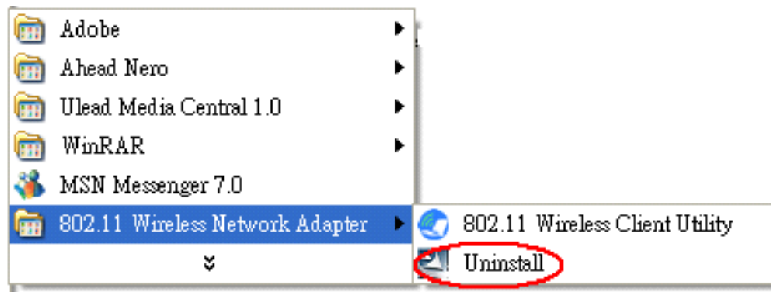 Adobe
Ahead Nero
Ulead Media Central 1.0
WinRAR
MSN Messenger 7.0
802.11 Wireless Network Adapter
802.11 Wireless Client Utility
Uninstall